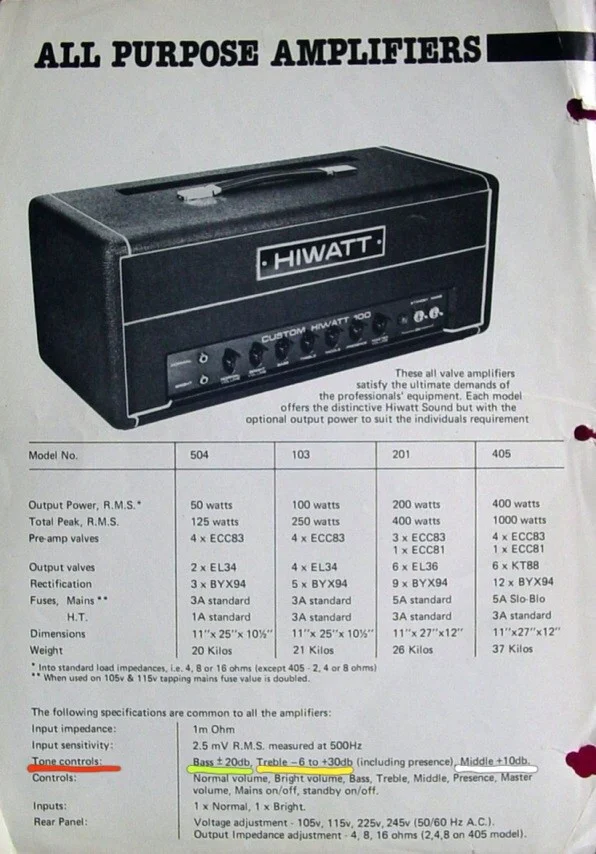 ALL PURPOSE AMPLIFIERS
HIWATT
CUSTOM HIWATT 100
These all valve amplifiers
satisfy the ultimate demands of
the professionals' equipment. Each model
offers the distinctive Hiwatt Sound but with the
optional output power to suit the individuals requirement
Model No. 504 103 201 405
Output Power, R.M.S.* 50 watts 100 watts 200 watts 400 watts
Total Peak, R.M.S. 125 watts 250 watts 400 watts 1000 watts
Pre-amp valves 4 x ECC83 4 x ECC83 3 x ECC83 4 x ECC83
1 x ECC81 1 x ECC81
Output valves 2 x EL34 4 x EL34 6 x EL36 6 x KT88
Rectification 3 x BYX94 5 x BYX94 9 x BYX94 12 x BYX94
Fuses, Mains ** 3A standard 3A standard 5A standard 5A Slo-Blo
H.T. 1A standard 3A standard 3A standard 3A standard
Dimensions 11"x 25"x 10½" 11"x 25"x 10½" 11"x 27"x12" 11"x27"x12"
Weight 20 Kilos 21 Kilos 26 Kilos 37 Kilos
* Into standard load impedances, i.e. 4, 8 or 16 ohms (except 405 - 2, 4 or 8 ohms)
** When used on 105v & 115v tapping mains fuse value is doubled.
The following specifications are common to all the amplifiers:
Input impedance: 1m Ohm
Input sensitivity: 2.5 mV R.M.S. measured at 500Hz
Tone controls: Bass ± 20db, Treble -6 to +30db (including presence), Middle +10db.
Controls: Normal volume, Bright volume, Bass, Treble, Middle, Presence, Master
volume, Mains on/off, standby on/off.
Inputs: 1 x Normal, 1 x Bright.
Rear Panel: Voltage adjustment - 105v, 115v, 225v, 245v (50/60 Hz A.C.).
Output Impedance adjustment - 4, 8, 16 ohms (2,4,8 on 405 model).